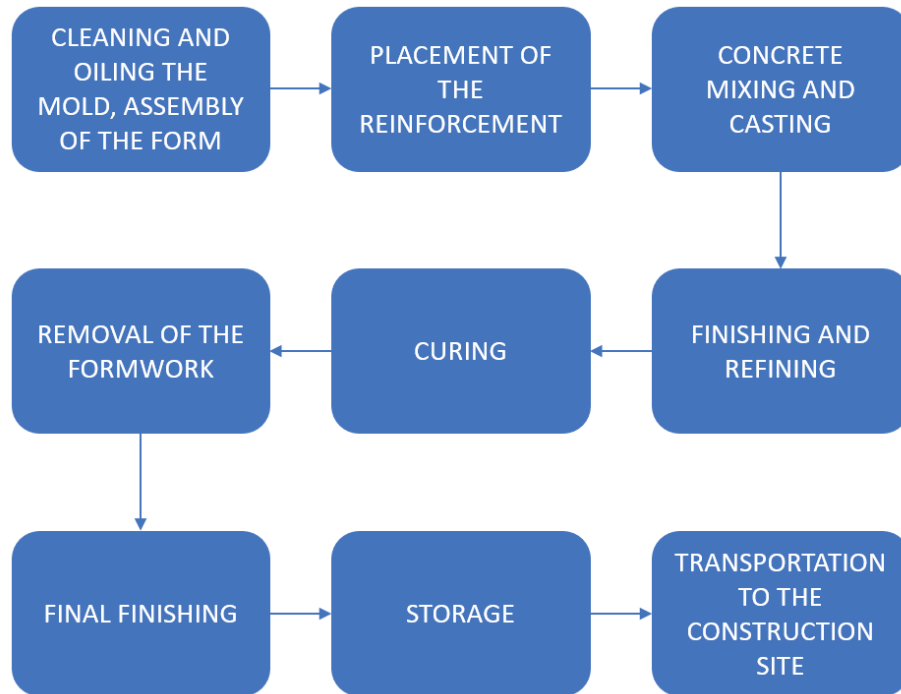 CLEANING AND
OILING THE
MOLD, ASSEMBLY
OF THE FORM
PLACEMENT OF
THE
REINFORCEMENT
CONCRETE
MIXING AND
CASTING
FINISHING AND
REFINING
CURING
REMOVAL OF THE
FORMWORK
FINAL FINISHING
STORAGE
TRANSPORTATION
TO THE
CONSTRUCTION
SITE